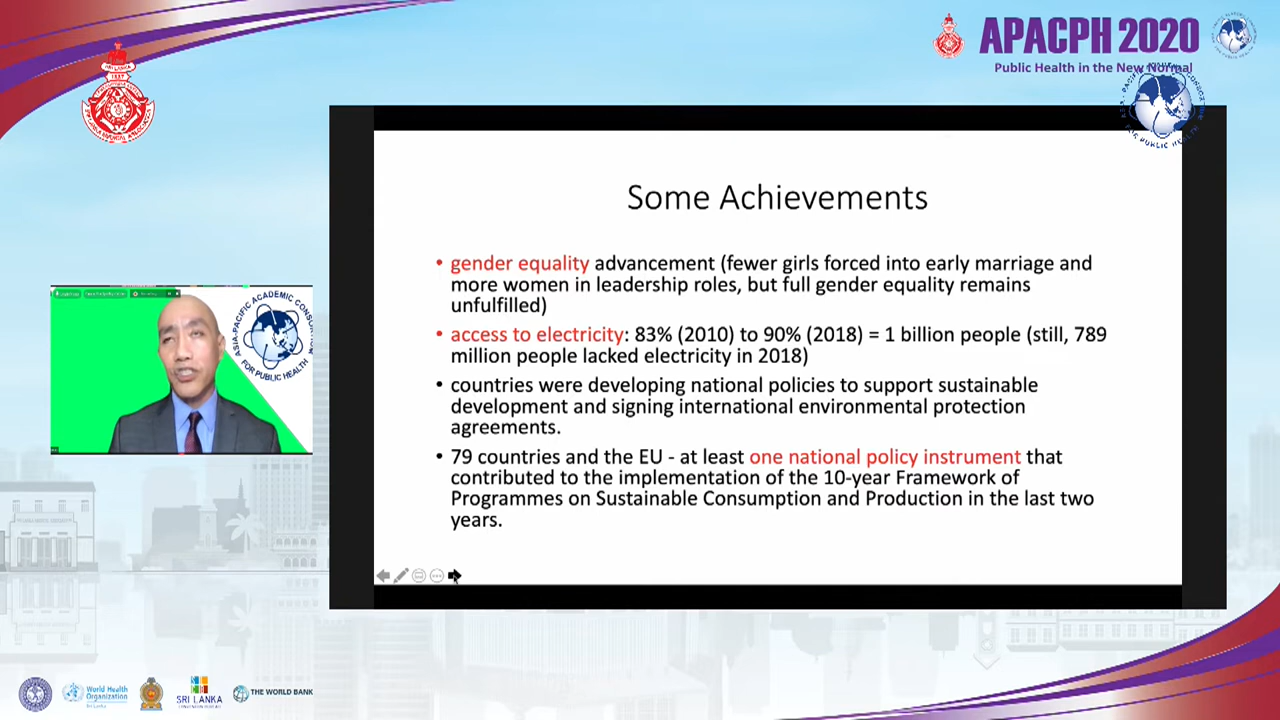 APACPH 2020
Public Health in the New Normal
Some Achievements
• gender equality advancement (fewer girls forced into early marriage and
more women in leadership roles, but full gender equality remains
unfulfilled)
• access to electricity: 83% (2010) to 90% (2018) = 1 billion people (still, 789
million people lacked electricity in 2018)
• countries were developing national policies to support sustainable
development and signing international environmental protection
agreements.
• 79 countries and the EU - at least one national policy instrument that
contributed to the implementation of the 10-year Framework of
Programmes on Sustainable Consumption and Production in the last two
years.
ASIA-PACIFIC ACADEMIC CONSORTIUM
FOR PUBLIC HEALTH
FOR PUBLIC HEALTH
World Health
Organization
Sri Lanka
SRI LANKA
THE WORLD BANK